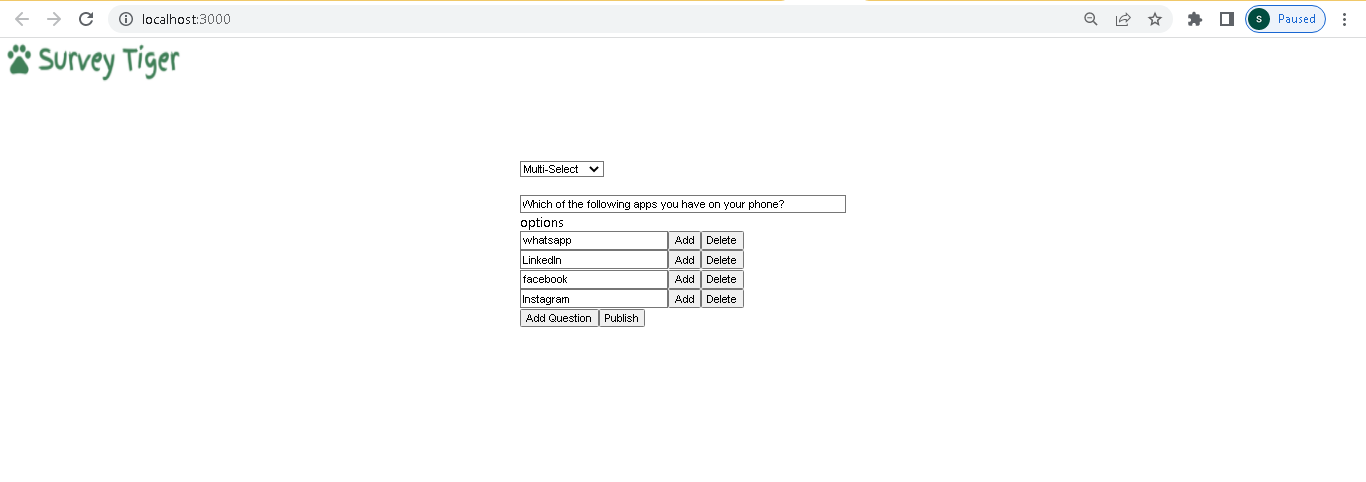 localhost:3000
S Paused
Survey Tiger
Multi-Select
Which of the following apps you have on your phone?
options
whatsapp Add Delete
LinkedIn Add Delete
facebook Add Delete
Instagram Add Delete
Add Question Publish